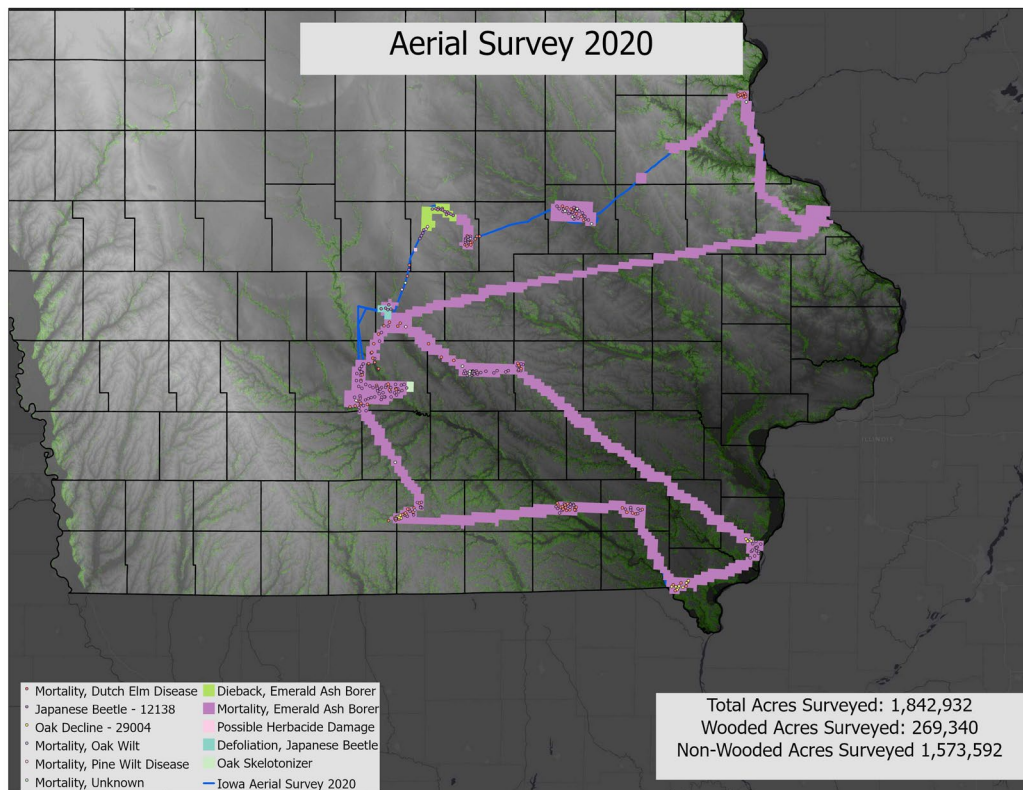 Aerial Survey 2020
Mortality, Dutch Elm Disease
Japanese Beetle - 12138
Oak Decline - 29004
Mortality, Oak Wilt
Mortality, Pine Wilt Disease
Mortality, Unknown
Dieback, Emerald Ash Borer
Mortality, Emerald Ash Borer
Possible Herbacide Damage
Defoliation, Japanese Beetle
Oak Skelotonizer
Iowa Aerial Survey 2020
Total Acres Surveyed: 1,842,932
Wooded Acres Surveyed: 269,340
Non-Wooded Acres Surveyed 1,573,592